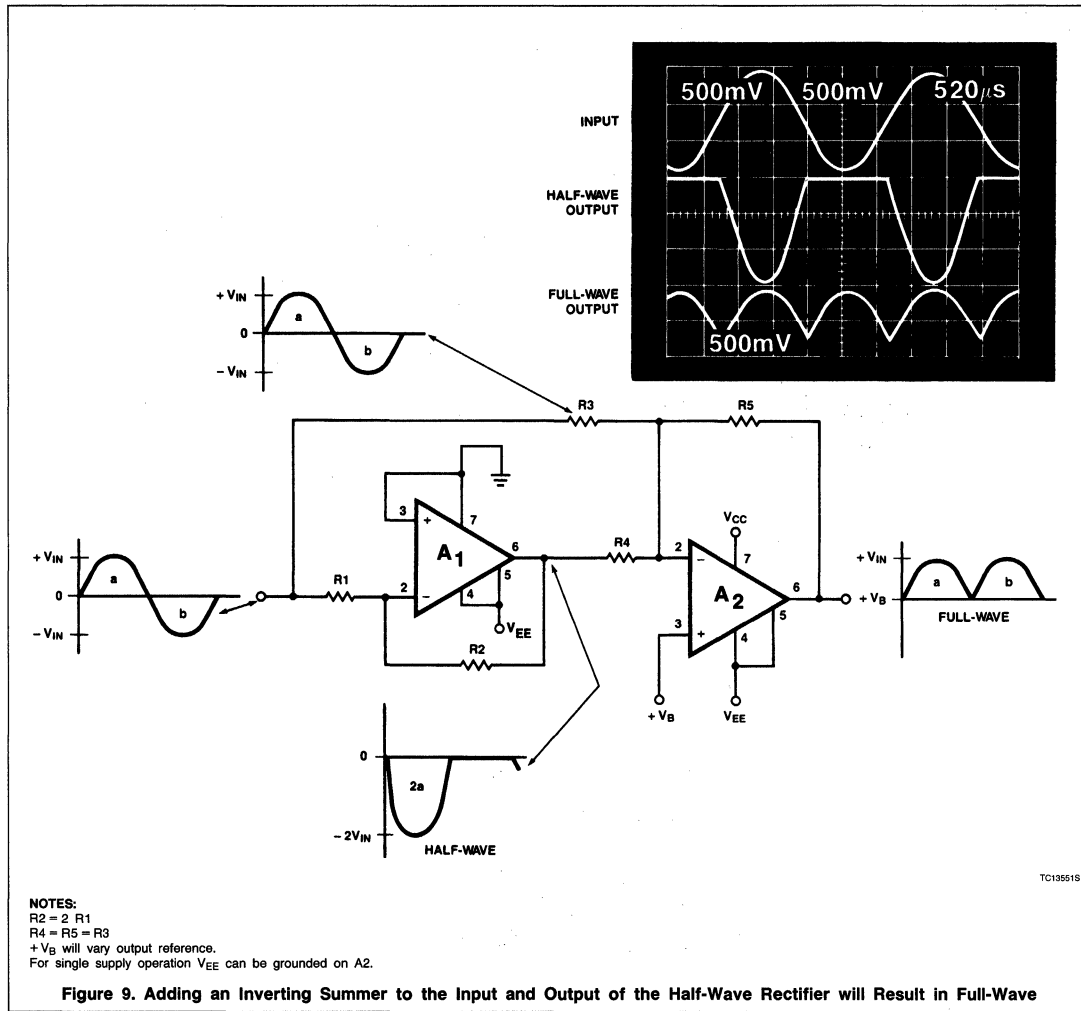 500mV 500mV 520µs
INPUT
HALF-WAVE
OUTPUT
FULL-WAVE
OUTPUT
500mV
+ VIN
a
0
b
- VIN
R3
R5
3
+
7
A1
6
2
-
4
5
VEE
R1
R2
R4
+ VIN
a
0
b
- VIN
VCC
2
-
7
A2
6
3
+
4
5
+ VB
VEE
+ VIN
a
b
+ VB
FULL-WAVE
0
2a
- 2VIN
HALF-WAVE
TC13551S
NOTES:
R2 = 2 R1
R4 = R5 = R3
+ VB will vary output reference.
For single supply operation VEE can be grounded on A2.
Figure 9. Adding an Inverting Summer to the Input and Output of the Half-Wave Rectifier will Result in Full-Wave